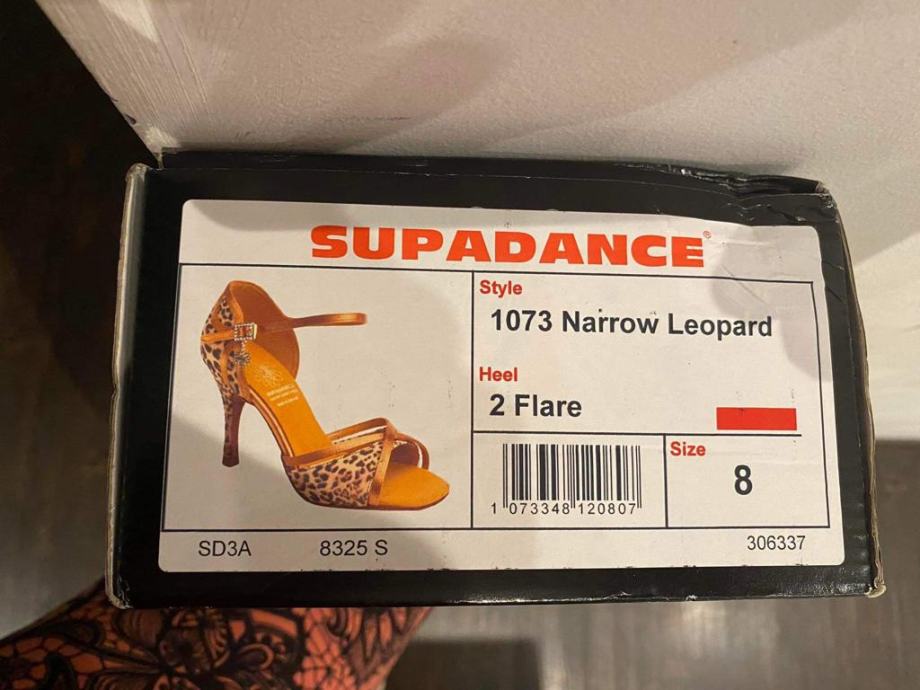 SUPADANCE®
Style
1073 Narrow Leopard
Heel
2 Flare
Size
8
1 073348 120807
SD3A 8325 S 306337